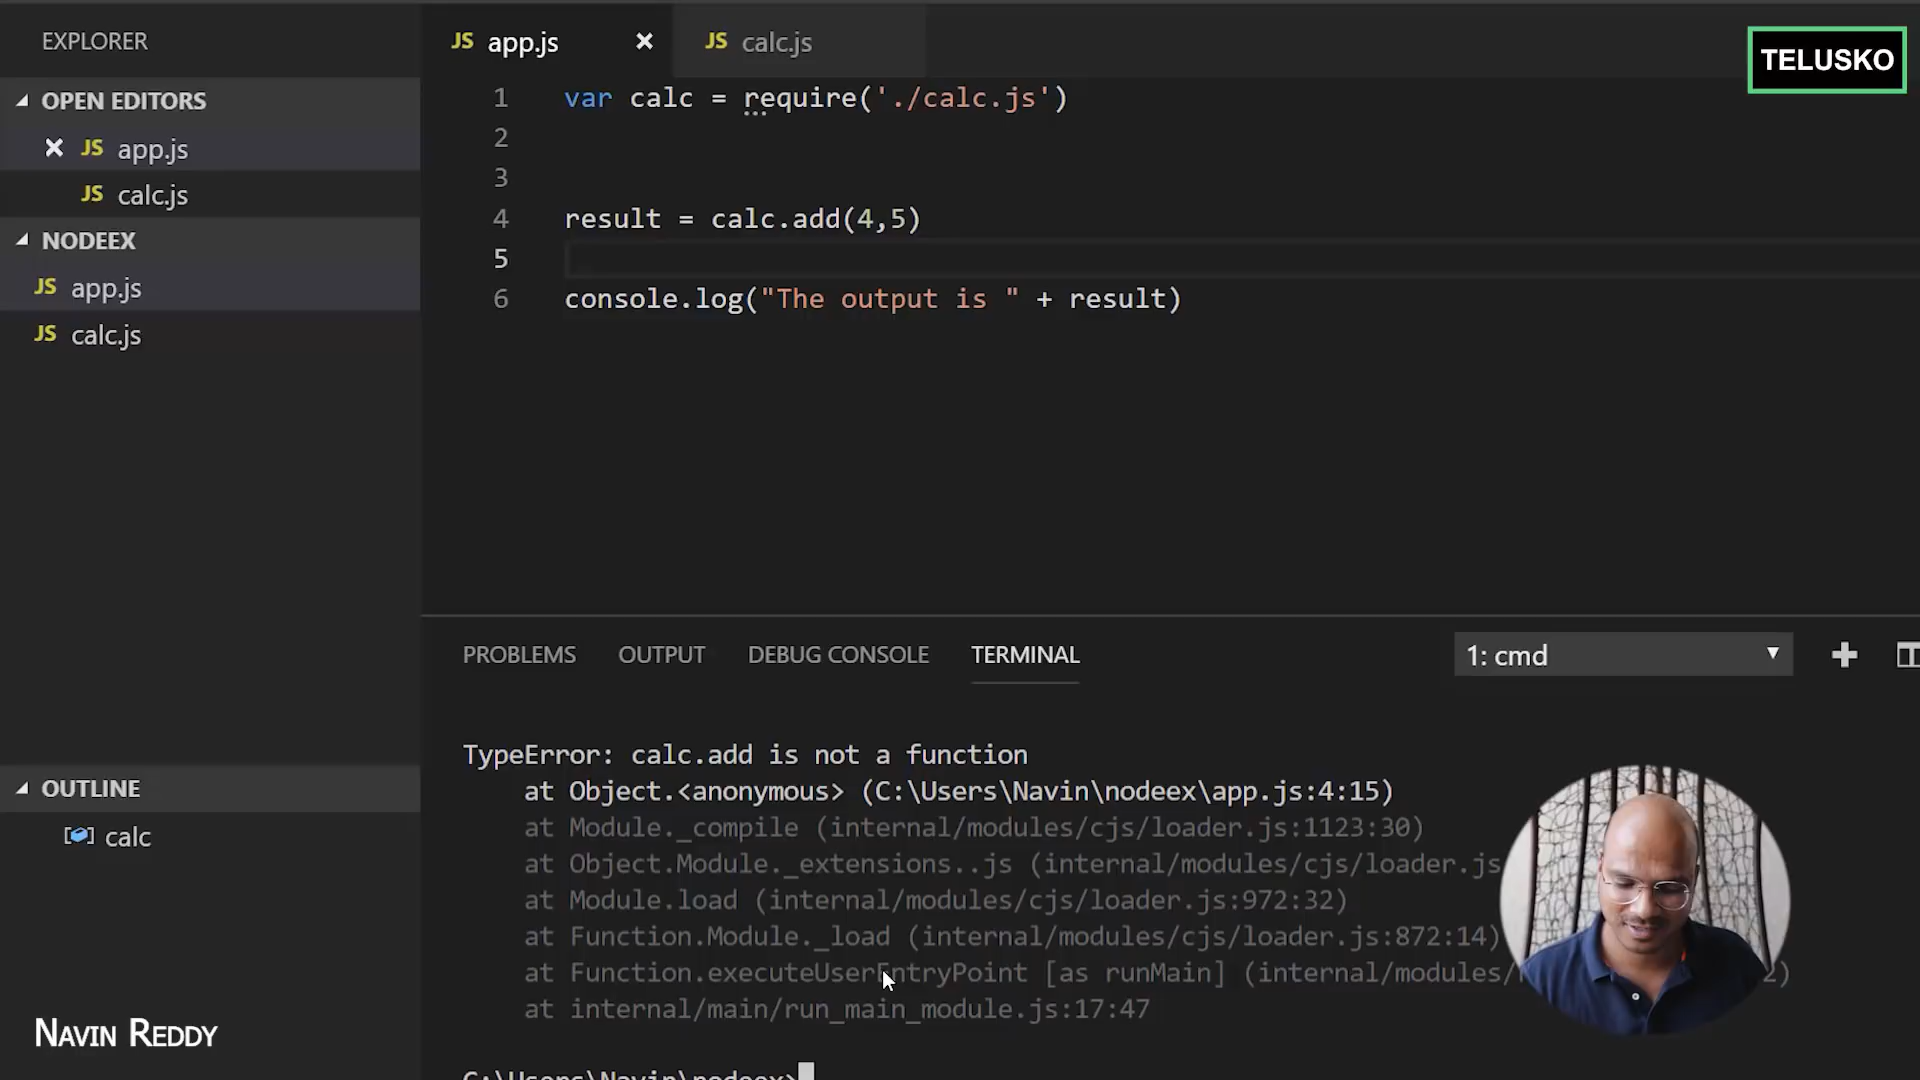 EXPLORER
OPEN EDITORS
JS app.js
JS calc.js
NODEEX
JS app.js
JS calc.js
OUTLINE
calc
NAVIN REDDY
JS app.js
JS calc.js
TELUSKO
1 var calc = require('./calc.js')
2
3
4 result = calc.add(4,5)
5
6 console.log("The output is " + result)
PROBLEMS OUTPUT DEBUG CONSOLE TERMINAL 1: cmd
TypeError: calc.add is not a function
at Object.<anonymous> (C:\Users\Navin\nodeex\app.js:4:15)
at Module._compile (internal/modules/cjs/loader.js:1123:30)
at Object.Module._extensions..js (internal/modules/cjs/loader.js
at Module.load (internal/modules/cjs/loader.js:972:32)
at Function.Module._load (internal/modules/cjs/loader.js:872:14)
at Function.executeUserEntryPoint [as runMain] (internal/modules/ 2)
at internal/main/run_main_module.js:17:47
C:\Users\Navin\nodeex>